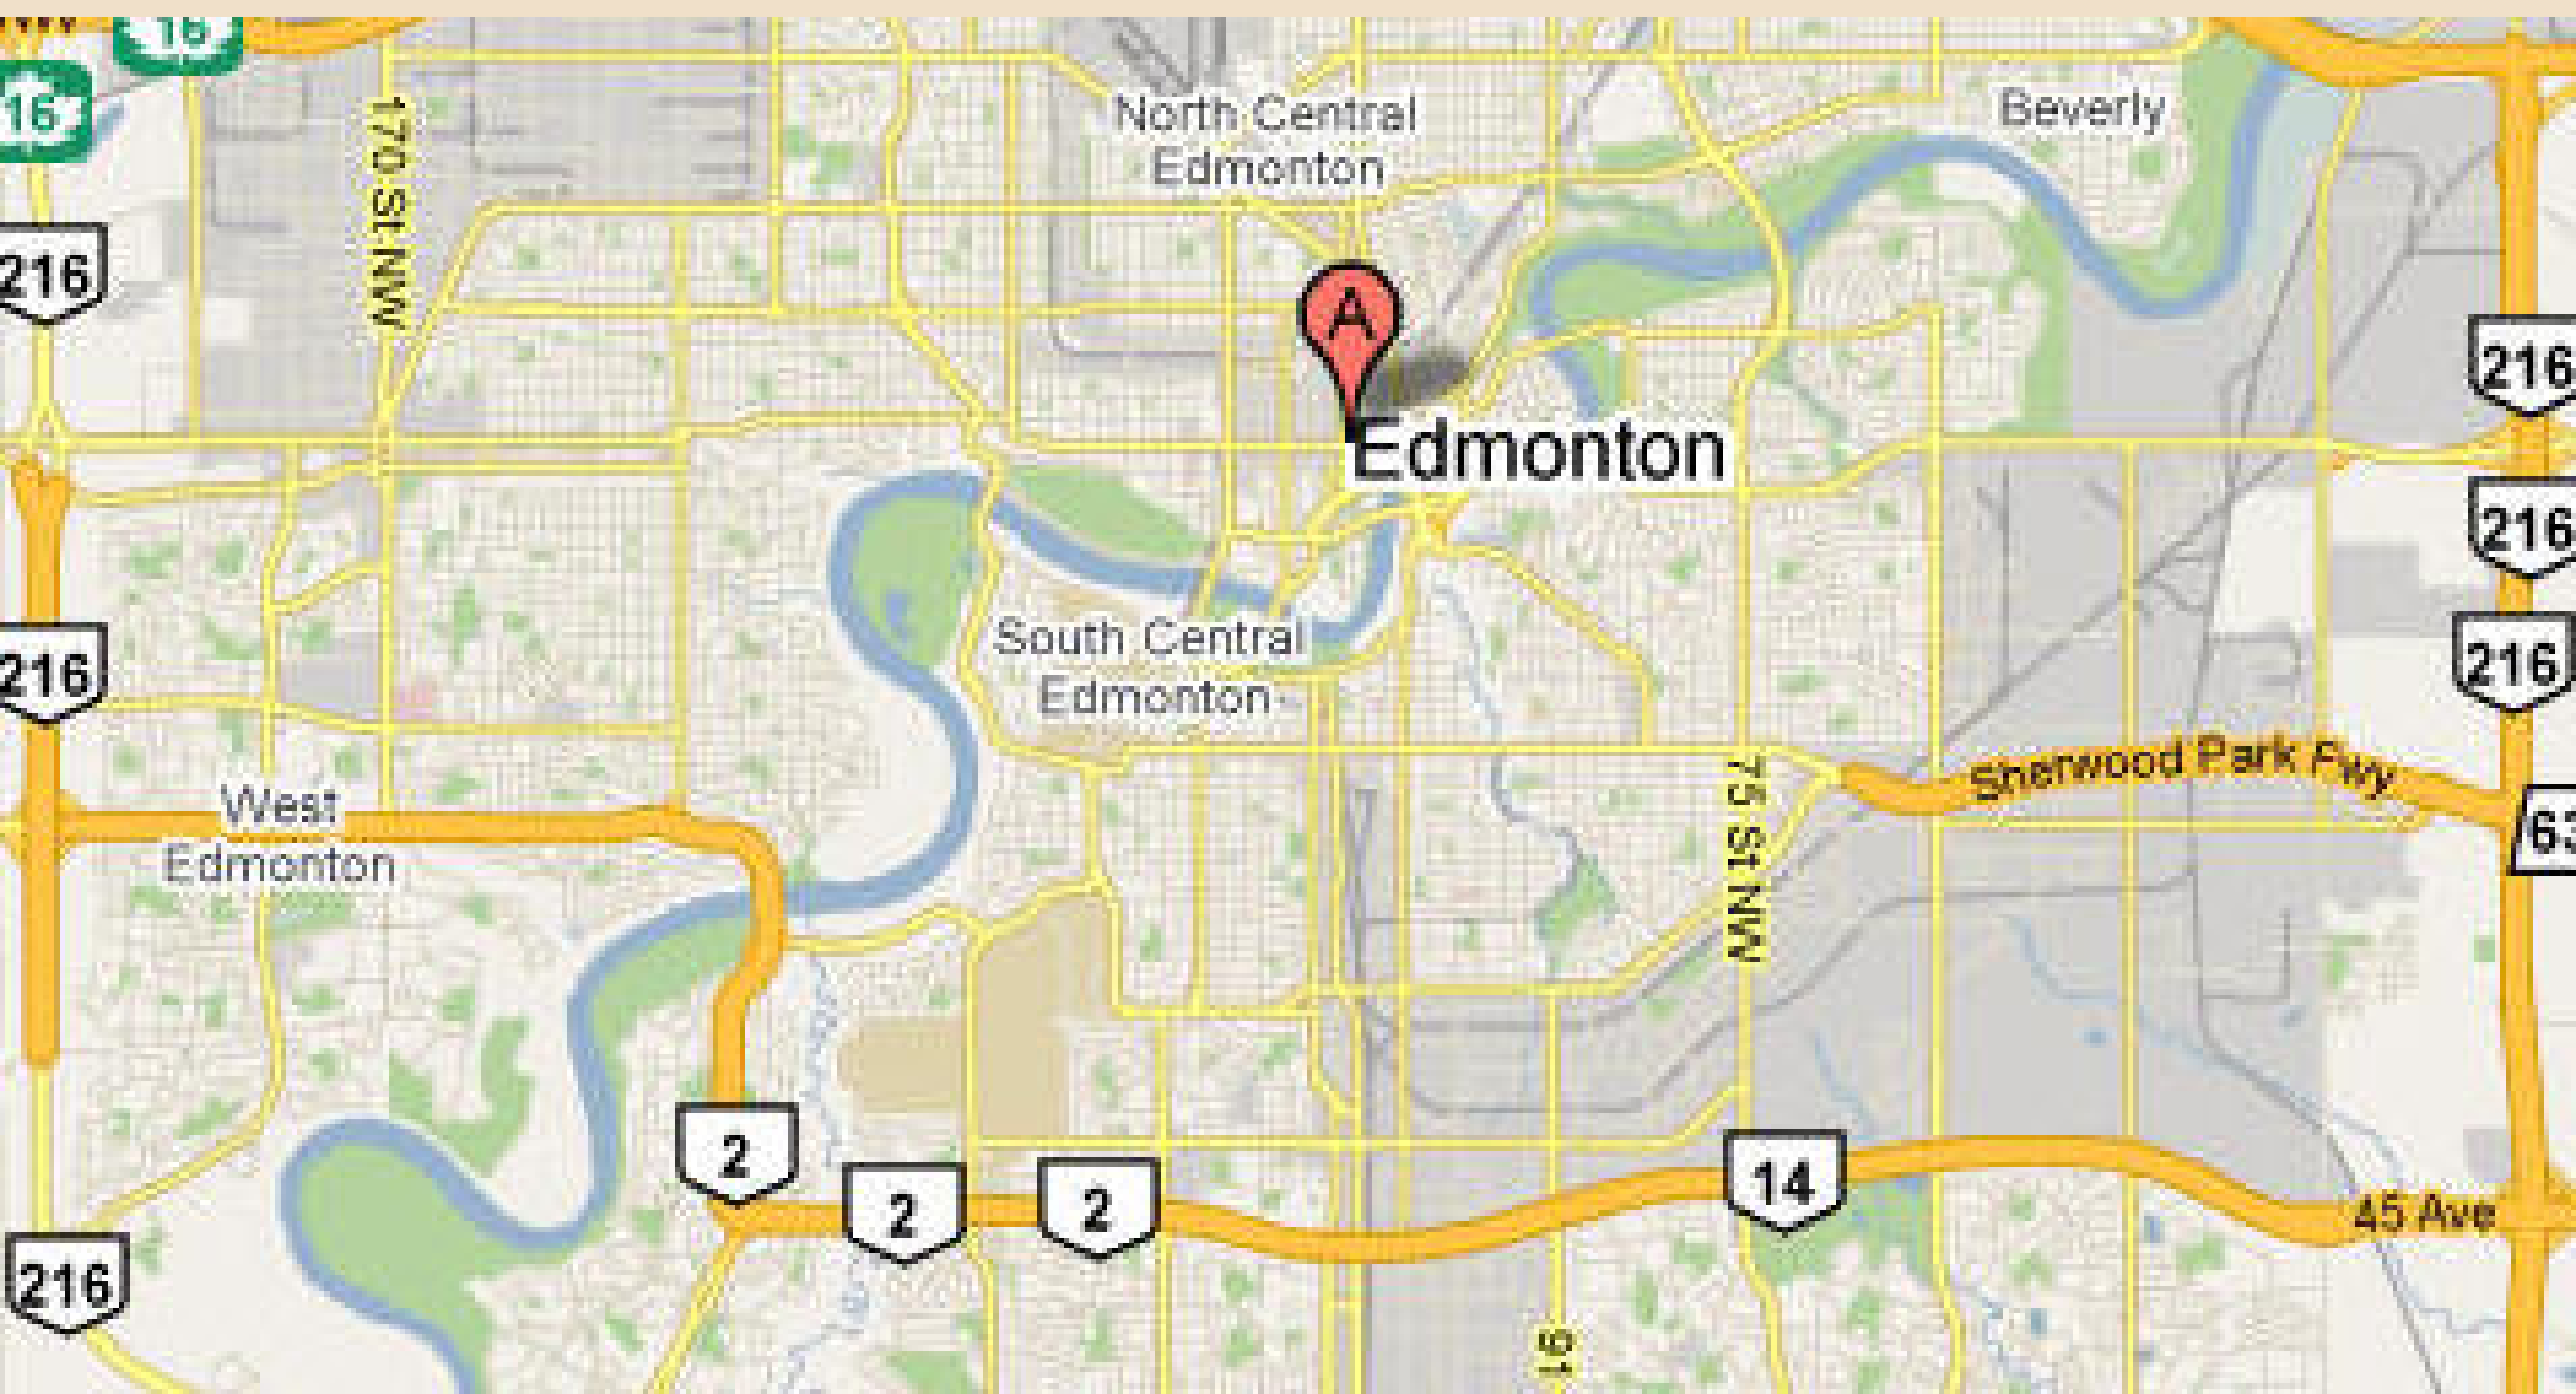 16
16
170 St NW
North Central
Edmonton
Beverly
216
A
216
Edmonton
216
216
South Central
Edmonton
216
75 St NW
Sherwood Park Fwy
63
West
Edmonton
2
2
2
14
45 Ave
216
91